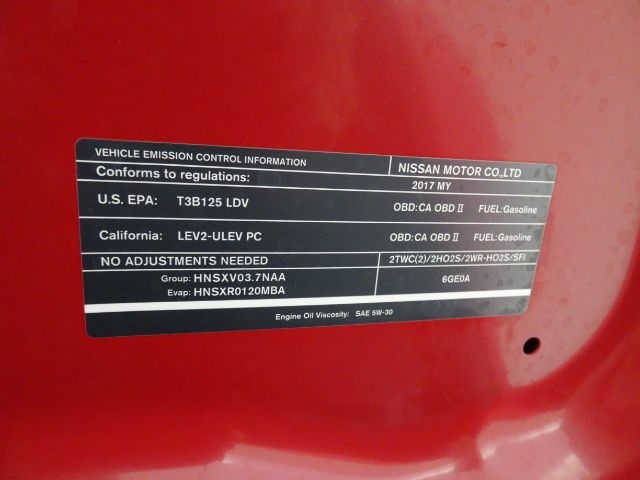 VEHICLE EMISSION CONTROL INFORMATION NISSAN MOTOR CO.,LTD
Conforms to regulations: 2017 MY
U.S. EPA: T3B125 LDV OBD:CA OBD II FUEL:Gasoline
California: LEV2-ULEV PC OBD:CA OBD II FUEL:Gasoline
NO ADJUSTMENTS NEEDED 2TWC(2)/2HO2S/2WR-HO2S/SFI
Group: HNSXV03.7NAA 6GE0A
Evap: HNSXR0120MBA
Engine Oil Viscosity: SAE 5W-30